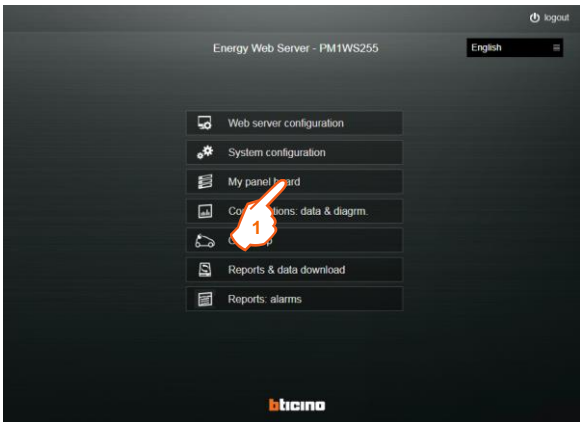 logout
Energy Web Server - PM1WS255
English
Web server configuration
System configuration
My panel board
data & diagrm.
1
Reports & data download
Reports: alarms
bticino